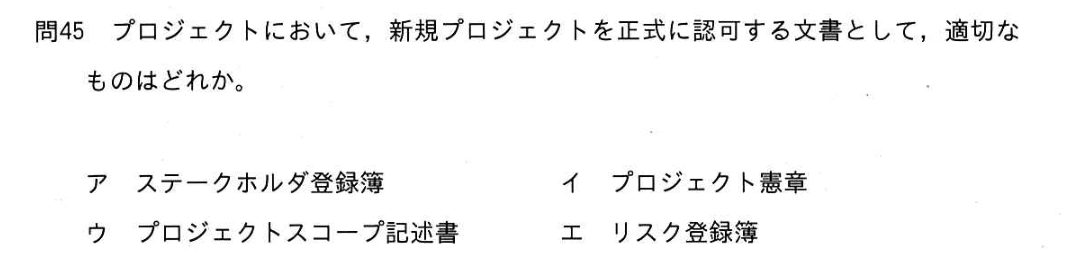 問45　プロジェクトにおいて，新規プロジェクトを正式に認可する文書として，適切な
ものはどれか。
ア　ステークホルダ登録簿　　　　イ　プロジェクト憲章
ウ　プロジェクトスコープ記述書　　　　エ　リスク登録簿